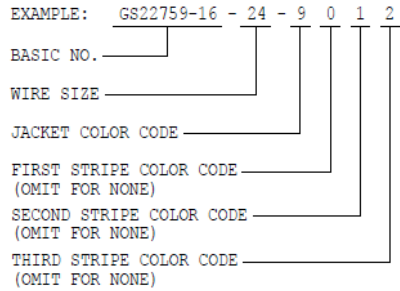 EXAMPLE: GS22759-16 - 24 - 9 0 1 2
BASIC NO.
WIRE SIZE
JACKET COLOR CODE
FIRST STRIPE COLOR CODE
(OMIT FOR NONE)
SECOND STRIPE COLOR CODE
(OMIT FOR NONE)
THIRD STRIPE COLOR CODE
(OMIT FOR NONE)